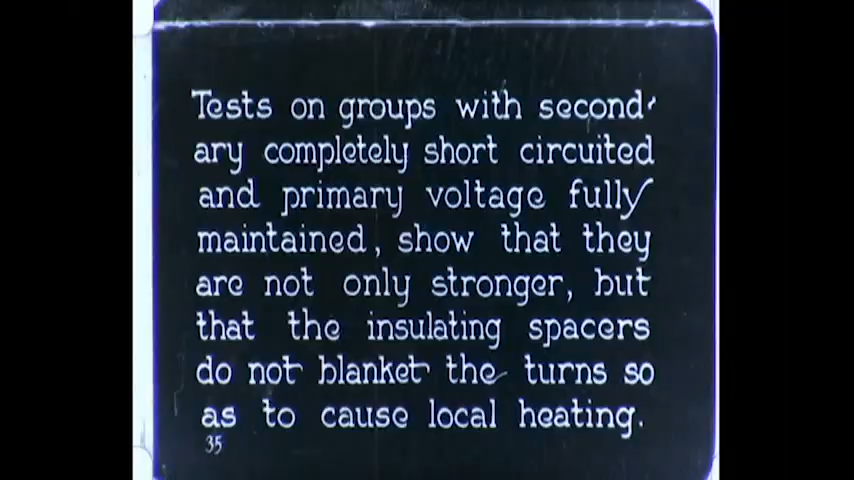 Tests on groups with second-
ary completely short circuited
and primary voltage fully
maintained, show that they
are not only stronger, but
that the insulating spacers
do not blanket the turns so
as to cause local heating.
35